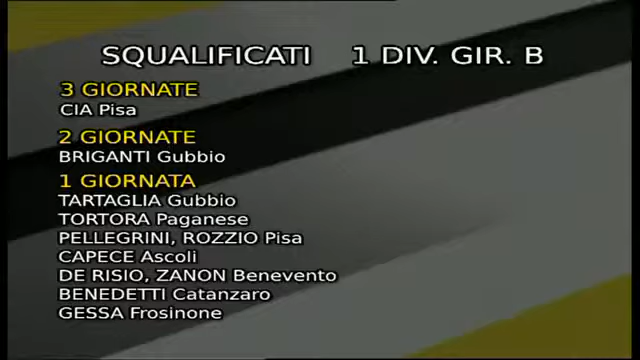 SQUALIFICATI 1 DIV. GIR. B
3 GIORNATE
CIA Pisa
2 GIORNATE
BRIGANTI Gubbio
1 GIORNATA
TARTAGLIA Gubbio
TORTORA Paganese
PELLEGRINI, ROZZIO Pisa
CAPECE Ascoli
DE RISIO, ZANON Benevento
BENEDETTI Catanzaro
GESSA Frosinone